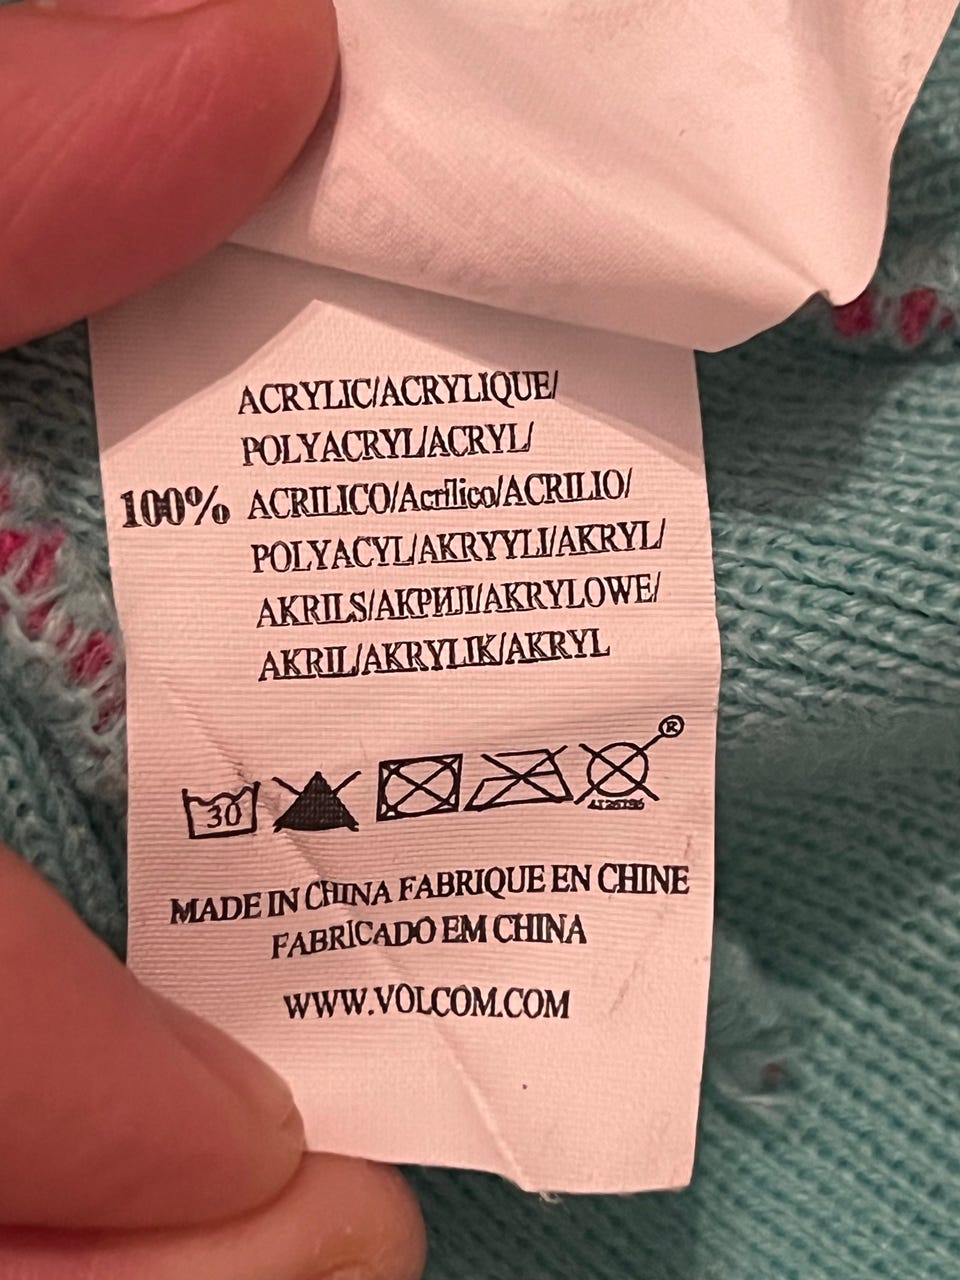 ACRYLIC/ACRYLIQUE/
POLYACRYL/ACRYL/
100% ACRILICO/Acrílico/ACRILIO/
POLYACYL/AKRYYLI/AKRYL/
AKRILS/АКРИЛ/AKRYLOWE/
AKRIL/AKRYLIK/AKRYL
®
30
MADE IN CHINA FABRIQUE EN CHINE
FABRICADO EM CHINA
WWW.VOLCOM.COM